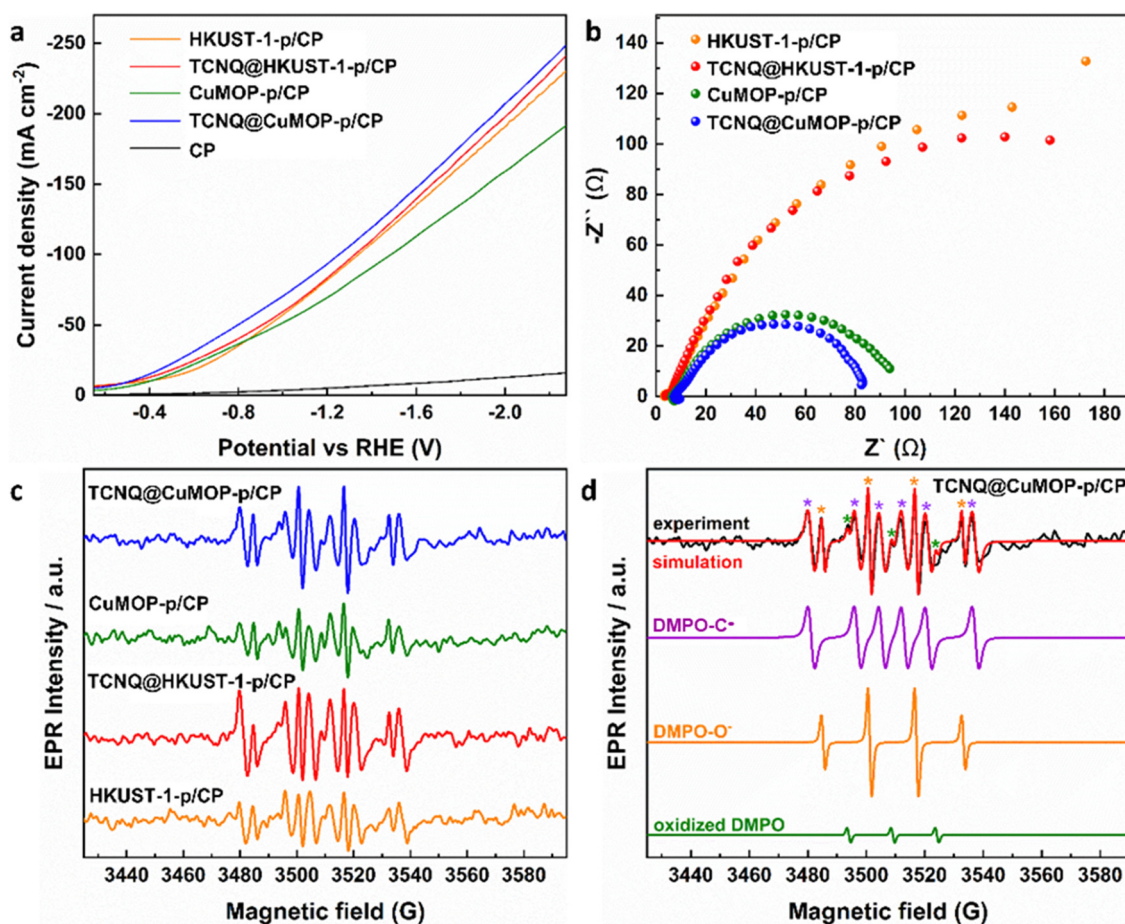 a
-250
-200
-150
-100
-50
0
Current density (mA cm⁻²)
HKUST-1-p/CP
TCNQ@HKUST-1-p/CP
CuMOP-p/CP
TCNQ@CuMOP-p/CP
CP
-0.4 -0.8 -1.2 -1.6 -2.0
Potential vs RHE (V)
b
140
120
100
80
60
40
20
0
-Z`` (Ω)
HKUST-1-p/CP
TCNQ@HKUST-1-p/CP
CuMOP-p/CP
TCNQ@CuMOP-p/CP
0 20 40 60 80 100 120 140 160 180
Z` (Ω)
c
EPR Intensity / a.u.
TCNQ@CuMOP-p/CP
CuMOP-p/CP
TCNQ@HKUST-1-p/CP
HKUST-1-p/CP
3440 3460 3480 3500 3520 3540 3560 3580
Magnetic field (G)
d
EPR Intensity / a.u.
TCNQ@CuMOP-p/CP
* * * * * * * * * * * * *
experiment
simulation
DMPO-C•
DMPO-O⁻
oxidized DMPO
3440 3460 3480 3500 3520 3540 3560 3580
Magnetic field (G)